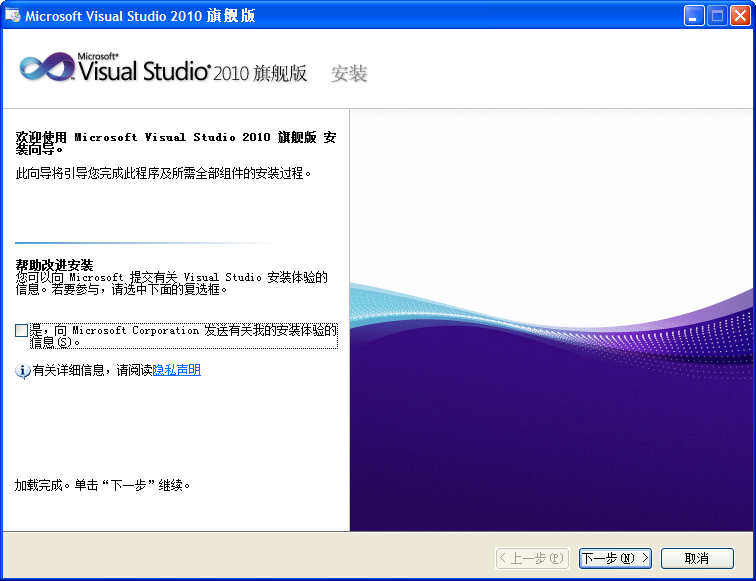 Microsoft Visual Studio 2010 旗舰版
Microsoft®
Visual Studio® 2010 旗舰版 安装
欢迎使用 Microsoft Visual Studio 2010 旗舰版 安
装向导。
此向导将引导您完成此程序及所需全部组件的安装过程。
帮助改进安装
您可以向 Microsoft 提交有关 Visual Studio 安装体验的
信息。若要参与，请选中下面的复选框。
是，向 Microsoft Corporation 发送有关我的安装体验的
信息(S)。
有关详细信息，请阅读隐私声明
加载完成。单击“下一步”继续。
< 上一步(P)
下一步(N) >
取消